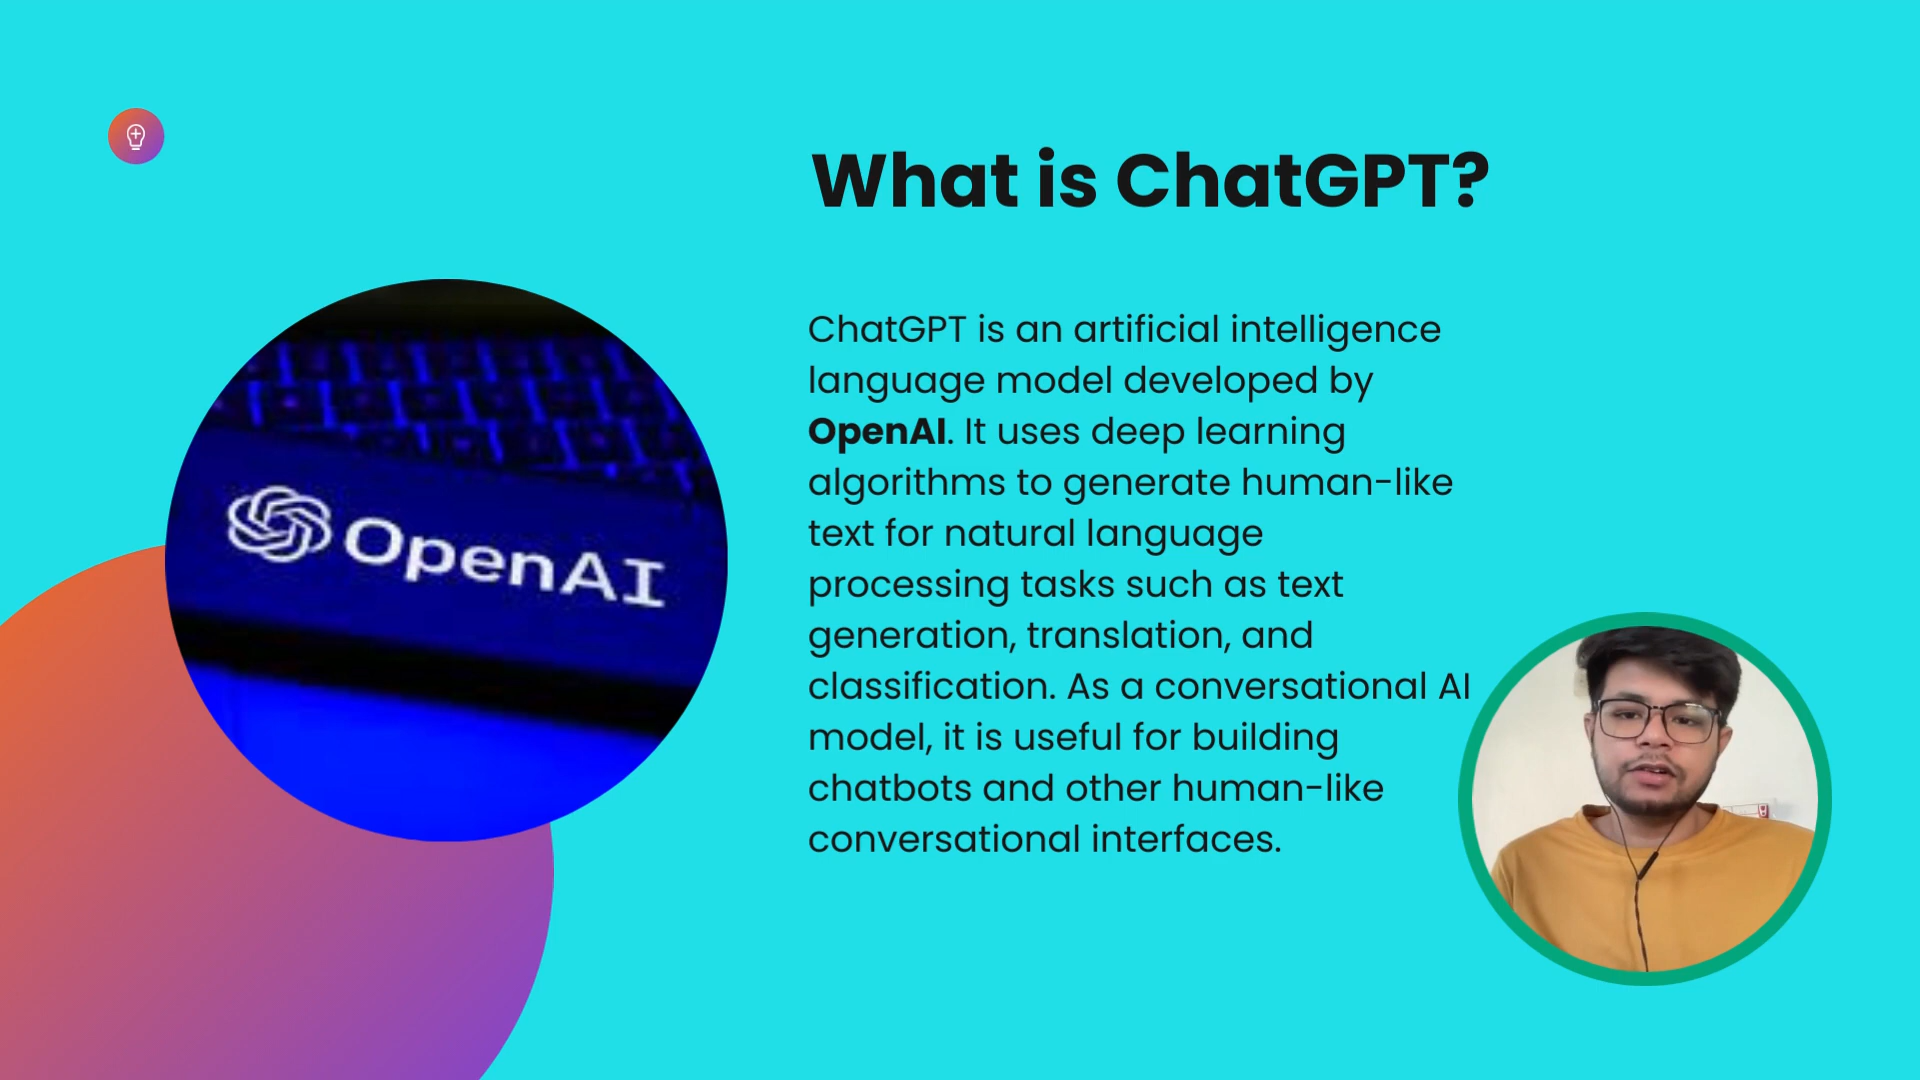 What is ChatGPT?
OpenAI
ChatGPT is an artificial intelligence
language model developed by
OpenAI. It uses deep learning
algorithms to generate human-like
text for natural language
processing tasks such as text
generation, translation, and
classification. As a conversational AI
model, it is useful for building
chatbots and other human-like
conversational interfaces.